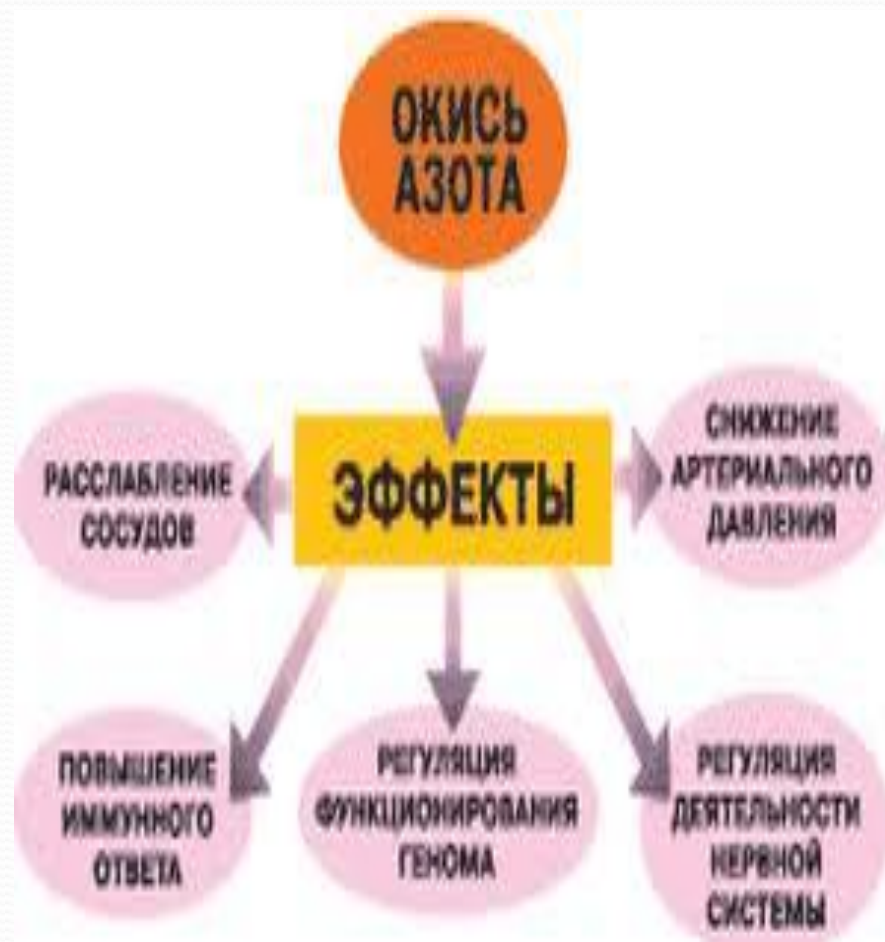 ОКИСЬ
АЗОТА
ЭФФЕКТЫ
РАССЛАБЛЕНИЕ
СОСУДОВ
СНИЖЕНИЕ
АРТЕРИАЛЬНОГО
ДАВЛЕНИЯ
ПОВЫШЕНИЕ
ИММУННОГО
ОТВЕТА
РЕГУЛЯЦИЯ
ФУНКЦИОНИРОВАНИЯ
ГЕНОМА
РЕГУЛЯЦИЯ
ДЕЯТЕЛЬНОСТИ
НЕРВНОЙ
СИСТЕМЫ